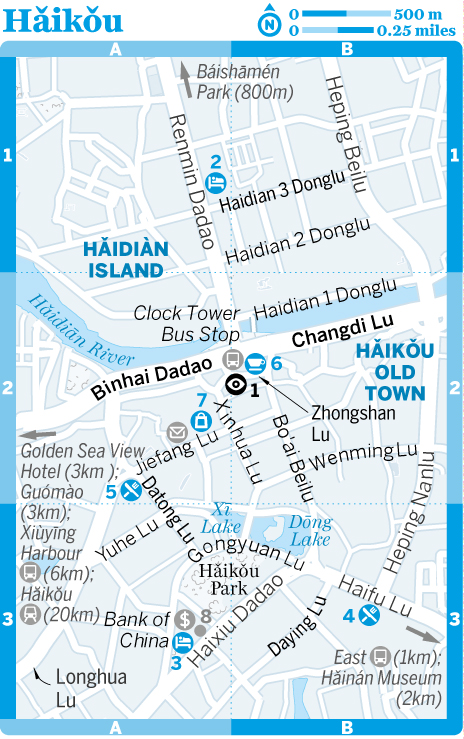 Hǎikǒu
N
0 500 m
0 0.25 miles
A B
Báishāmén
Park (800m)
Heping Beilu
Renmin Dadao
1 1
2
Haidian 3 Donglu
Haidian 2 Donglu
HǍIDIÀN
ISLAND
Haidian 1 Donglu
Hǎidiàn River
Clock Tower
Bus Stop
Changdi Lu
Binhai Dadao
6
HǍIKǑU
OLD
TOWN
1
2 2
7
Zhongshan
Lu
Xinhua Lu
Bo'ai Beilu
Jiefang Lu
Wenming Lu
Golden Sea View
Hotel (3km );
Guómào
(3km);
Xiùyīng
Harbour
(6km);
Hǎikǒu
(20km)
5
Datong Lu
Heping Nanlu
Xī
Lake
Dōng
Lake
Yuhe Lu
Gongyuan Lu
Hǎikǒu
Park
Haifu Lu
3 3
Bank of
China
$
8
Haixiu Dadao
Daying Lu
4
3
East (1km);
Hǎinán Museum
(2km)
Longhua
Lu
A B